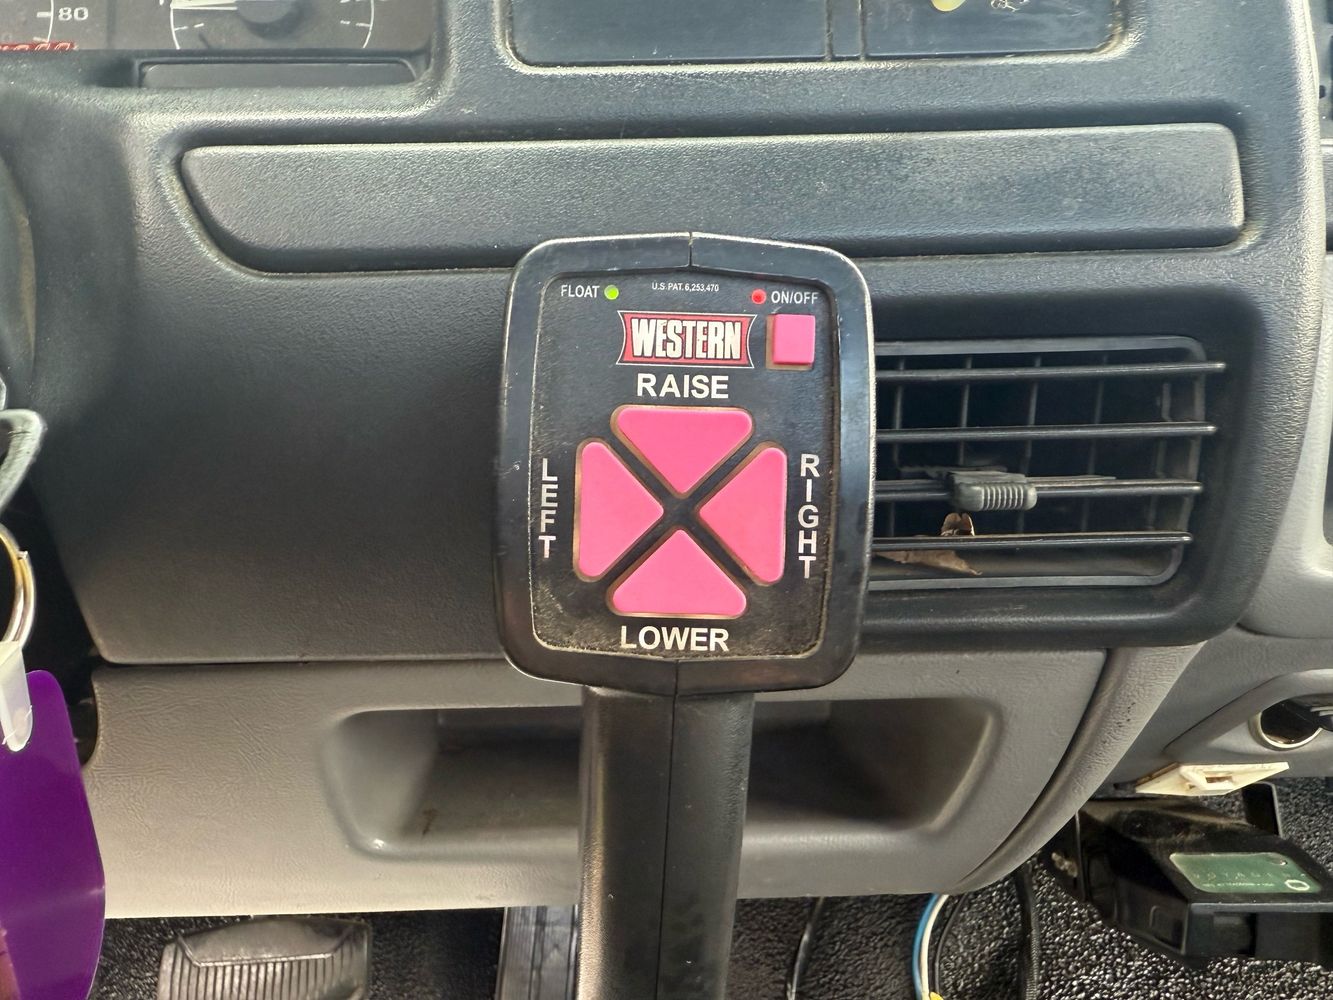 80
FLOAT
U.S. PAT. 6,253,470
ON/OFF
WESTERN
RAISE
LEFT
RIGHT
LOWER